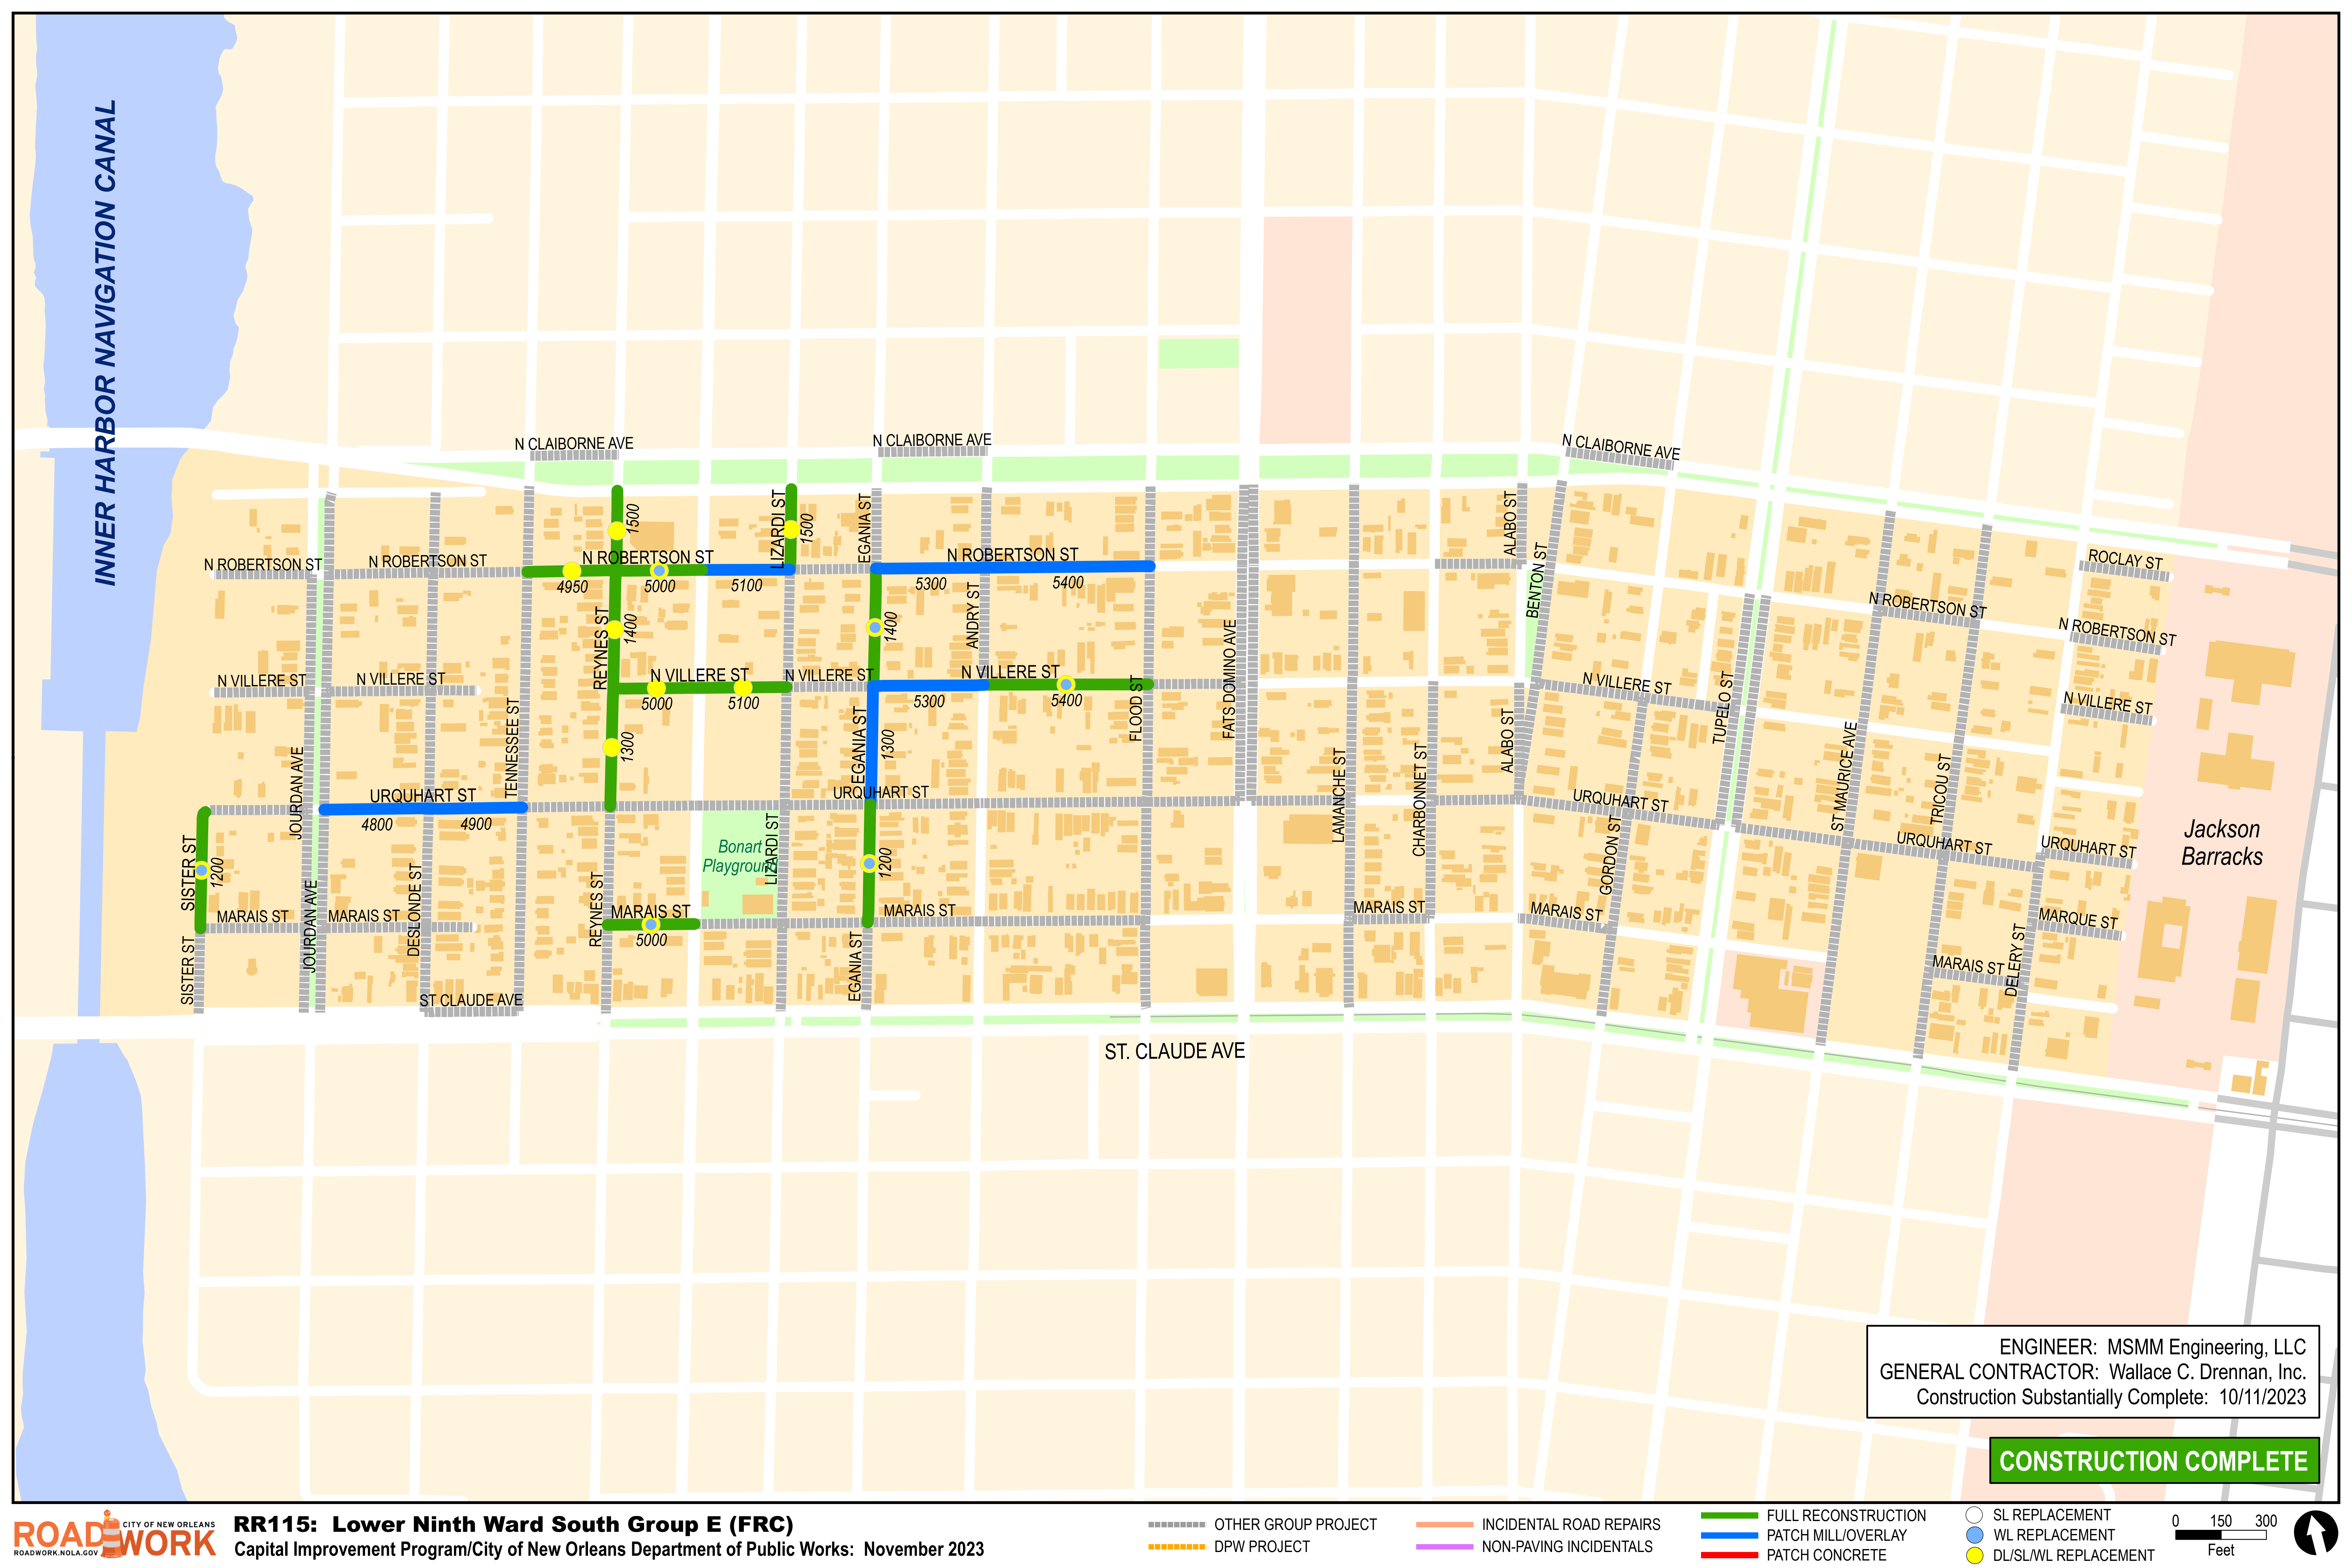 INNER HARBOR NAVIGATION CANAL
N CLAIBORNE AVE
N CLAIBORNE AVE
N CLAIBORNE AVE
1500
LIZARDI ST
1500
EGANIA ST
ALABO ST
N ROBERTSON ST
N ROBERTSON ST
N ROBERTSON ST
N ROBERTSON ST
ROCLAY ST
4950
5000
5100
5300
5400
BENTON ST
N ROBERTSON ST
N ROBERTSON ST
REYNES ST
1400
1400
ANDRY ST
FATS DOMINO AVE
N VILLERE ST
N VILLERE ST
N VILLERE ST
N VILLERE ST
N VILLERE ST
N VILLERE ST
N VILLERE ST
5000
5100
5300
5400
FLOOD ST
TUPELO ST
TENNESSEE ST
1300
EGANIA ST
1300
ALABO ST
JOURDAN AVE
LAMANCHE ST
CHARBONNET ST
ST MAURICE AVE
TRICOU ST
URQUHART ST
URQUHART ST
URQUHART ST
URQUHART ST
URQUHART ST
4800
4900
SISTER ST
1200
Bonart
Playground
LIZARDI ST
1200
GORDON ST
Jackson
Barracks
MARAIS ST
MARAIS ST
MARAIS ST
MARAIS ST
MARAIS ST
MARAIS ST
MARQUE ST
5000
DESLONDE ST
REYNES ST
JOURDAN AVE
SISTER ST
EGANIA ST
MARAIS ST
DELERY ST
ST CLAUDE AVE
ST. CLAUDE AVE
ENGINEER: MSMM Engineering, LLC
GENERAL CONTRACTOR: Wallace C. Drennan, Inc.
Construction Substantially Complete: 10/11/2023
CONSTRUCTION COMPLETE
ROADWORK
CITY OF NEW ORLEANS
ROADWORK.NOLA.GOV
RR115: Lower Ninth Ward South Group E (FRC)
Capital Improvement Program/City of New Orleans Department of Public Works: November 2023
OTHER GROUP PROJECT
DPW PROJECT
INCIDENTAL ROAD REPAIRS
NON-PAVING INCIDENTALS
FULL RECONSTRUCTION
PATCH MILL/OVERLAY
PATCH CONCRETE
SL REPLACEMENT
WL REPLACEMENT
DL/SL/WL REPLACEMENT
0 150 300
Feet